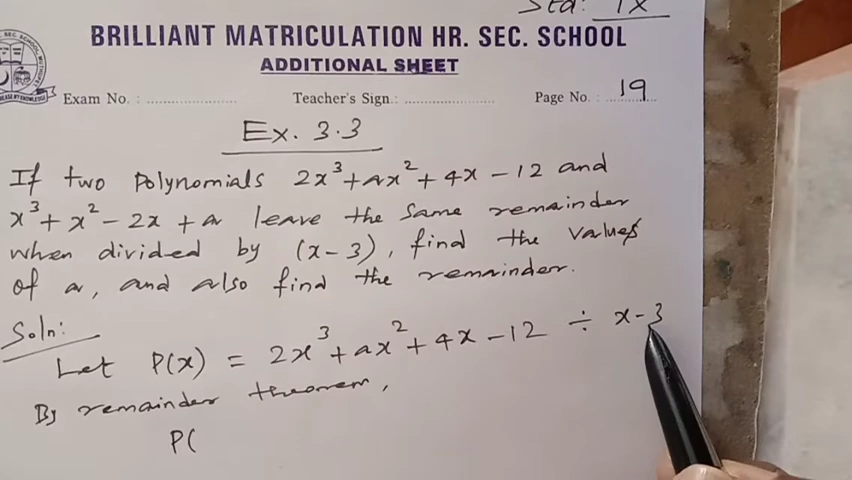 Std: IX
BRILLIANT MATRICULATION HR. SEC. SCHOOL
ADDITIONAL SHEET
Exam No. : ........................ Teacher's Sign.: ........................ Page No. : 19
Ex. 3.3
If two Polynomials 2x³ + ax² + 4x - 12 and
x³ + x² - 2x + a leave the same remainder
when divided by (x - 3), find the values
of a, and also find the remainder.
Soln:
Let P(x) = 2x³ + ax² + 4x - 12 ÷ x - 3
By remainder theorem,
P(